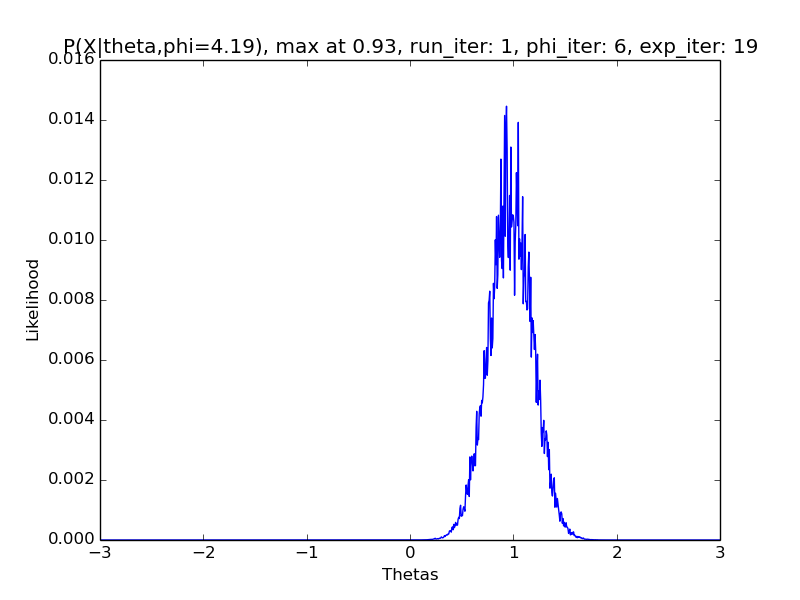 P(X|theta,phi=4.19), max at 0.93, run_iter: 1, phi_iter: 6, exp_iter: 19
0.016
0.014
0.012
0.010
0.008
0.006
0.004
0.002
0.000
Likelihood
−3 −2 −1 0 1 2 3
Thetas